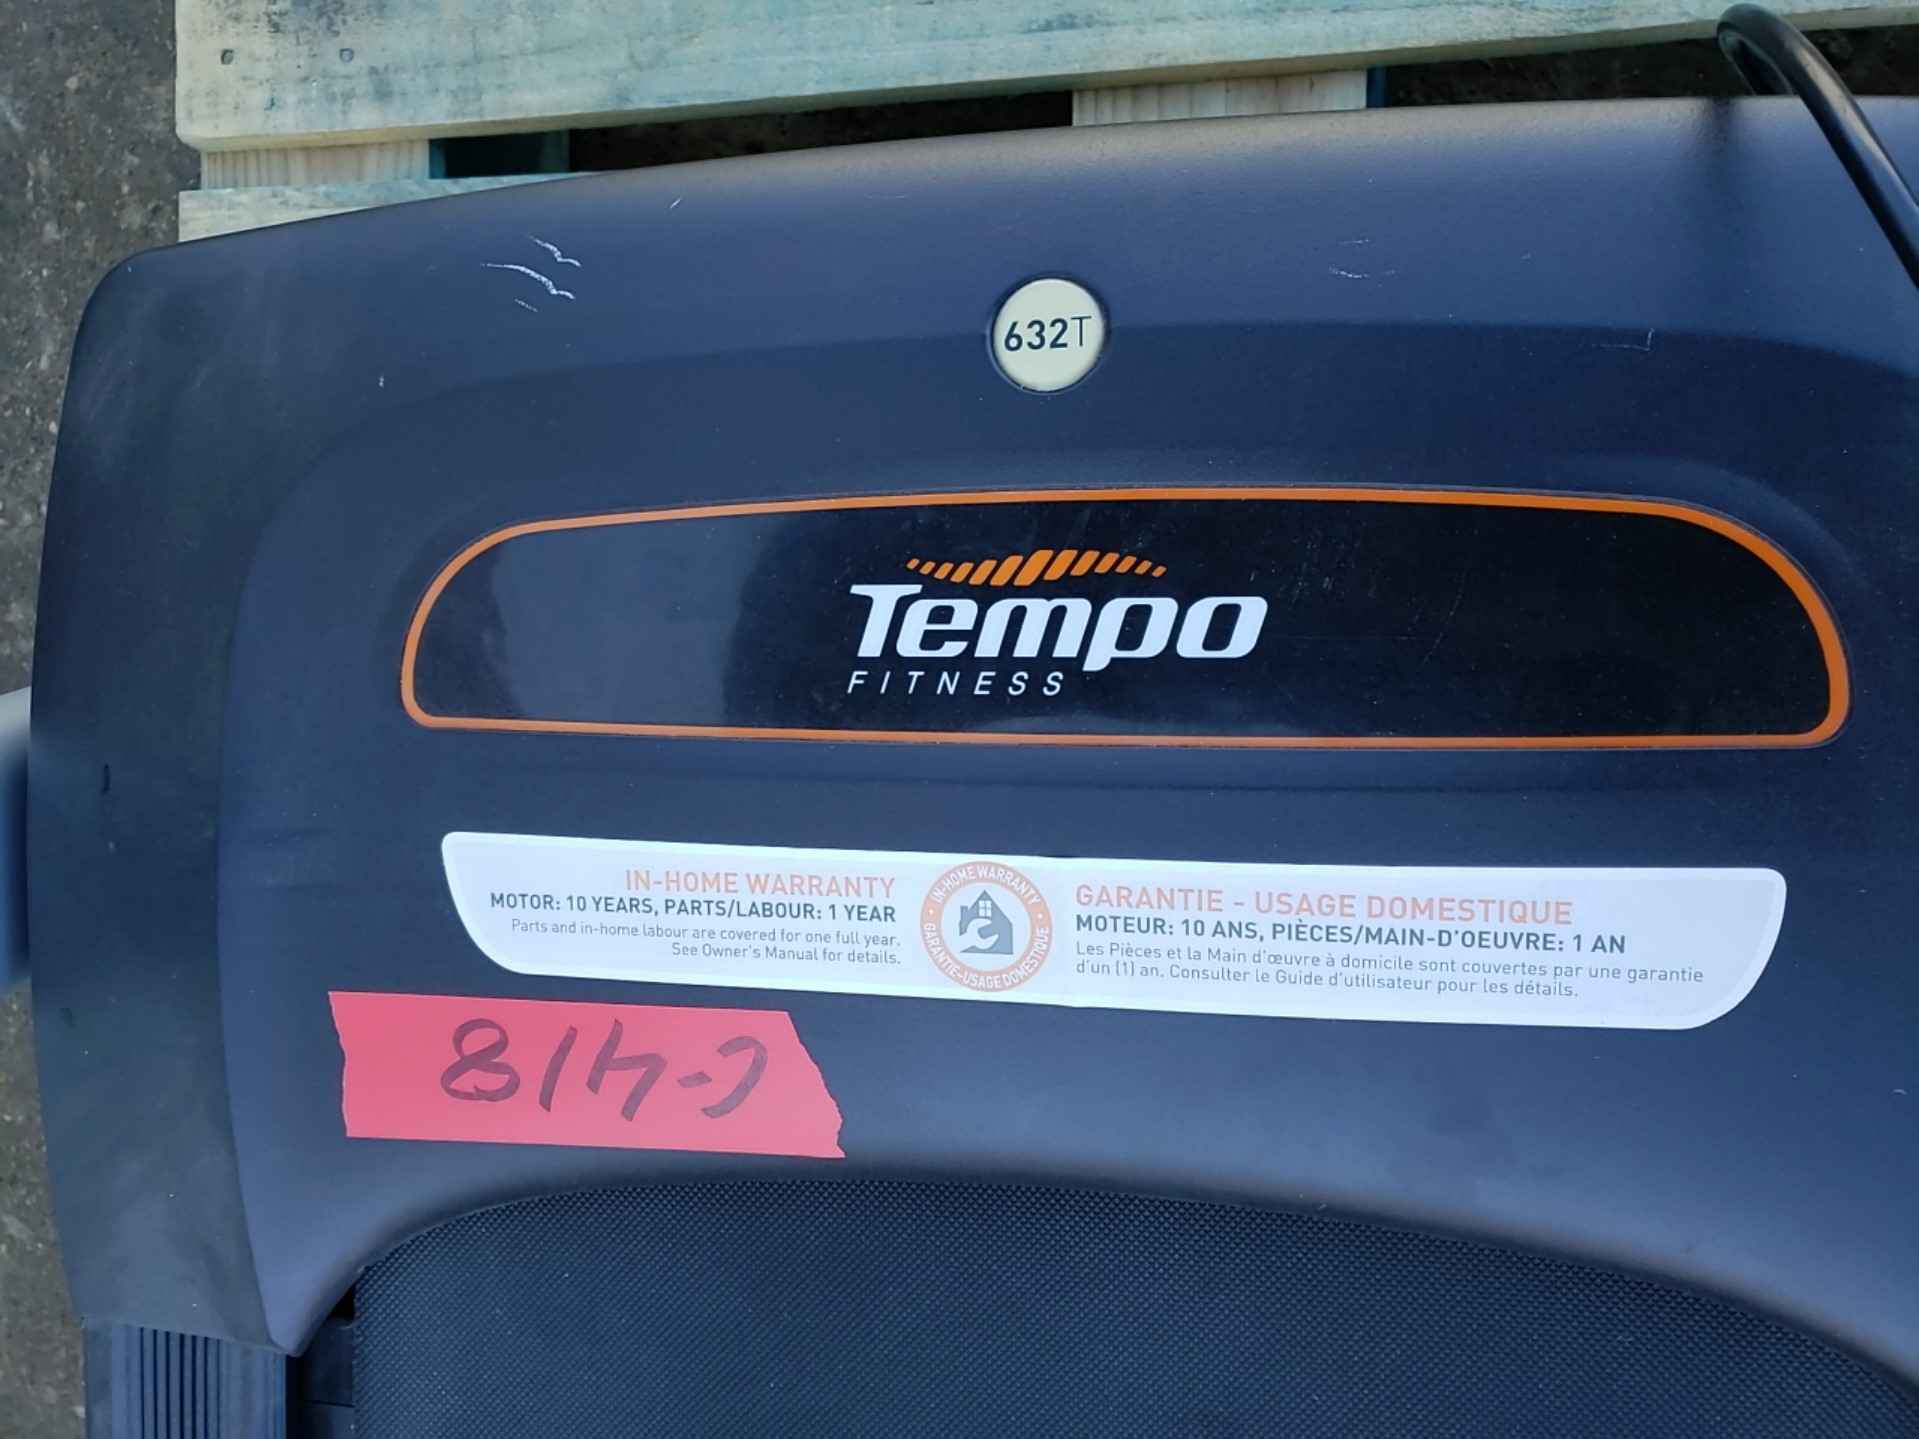 632T
Tempo
FITNESS
IN-HOME WARRANTY
MOTOR: 10 YEARS, PARTS/LABOUR: 1 YEAR
Parts and in-home labour are covered for one full year.
See Owner's Manual for details.
IN-HOME WARRANTY
GARANTIE-USAGE DOMESTIQUE
GARANTIE - USAGE DOMESTIQUE
MOTEUR: 10 ANS, PIÈCES/MAIN-D'OEUVRE: 1 AN
Les Pièces et la Main d'œuvre à domicile sont couvertes par une garantie
d'un (1) an. Consulter le Guide d'utilisateur pour les détails.
C-418